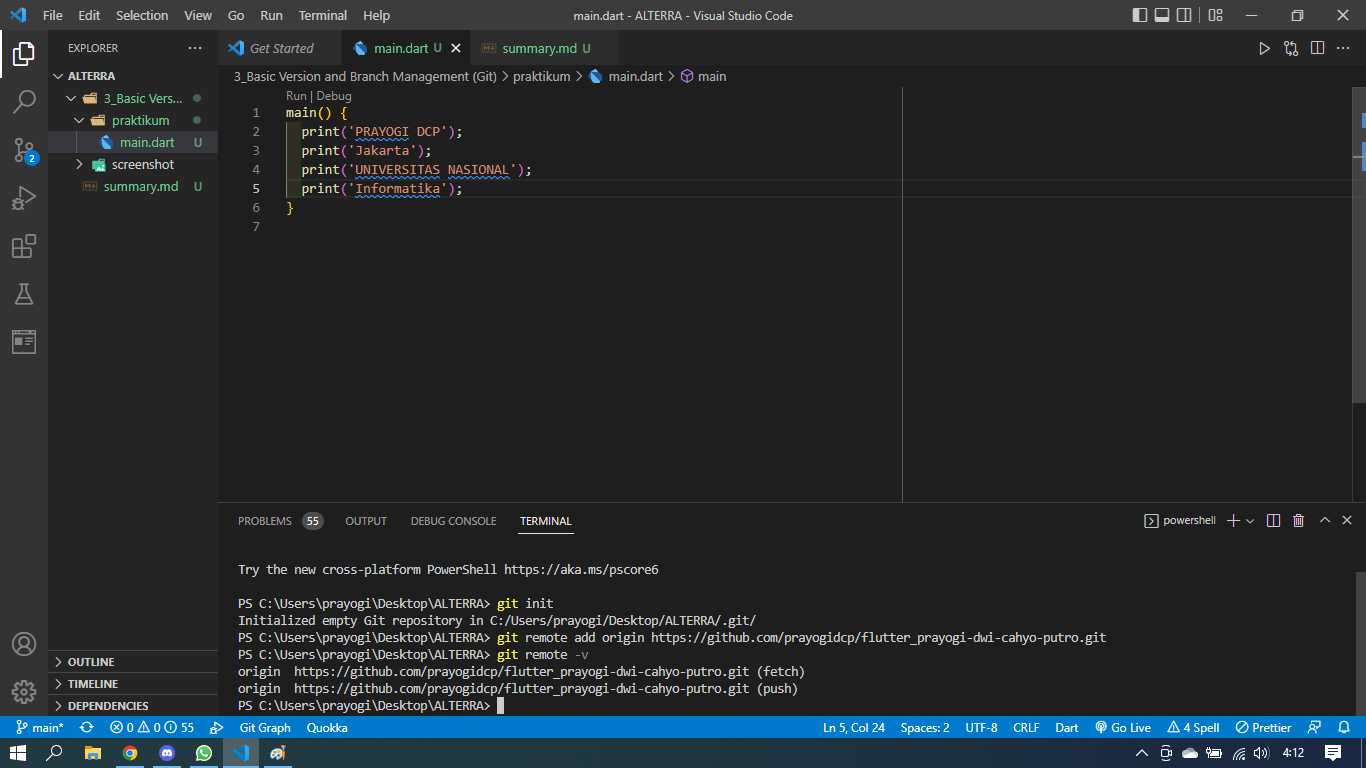 File Edit Selection View Go Run Terminal Help main.dart - ALTERRA - Visual Studio Code
EXPLORER
Get Started main.dart U summary.md U
ALTERRA
3_Basic Vers...
praktikum
main.dart U
screenshot
summary.md U
2
3_Basic Version and Branch Management (Git) > praktikum > main.dart > main
Run | Debug
1 main() {
2 print('PRAYOGI DCP');
3 print('Jakarta');
4 print('UNIVERSITAS NASIONAL');
5 print('Informatika');
6 }
7
PROBLEMS 55 OUTPUT DEBUG CONSOLE TERMINAL powershell
Try the new cross-platform PowerShell https://aka.ms/pscore6
PS C:\Users\prayogi\Desktop\ALTERRA> git init
Initialized empty Git repository in C:/Users/prayogi/Desktop/ALTERRA/.git/
PS C:\Users\prayogi\Desktop\ALTERRA> git remote add origin https://github.com/prayogidcp/flutter_prayogi-dwi-cahyo-putro.git
PS C:\Users\prayogi\Desktop\ALTERRA> git remote -v
origin https://github.com/prayogidcp/flutter_prayogi-dwi-cahyo-putro.git (fetch)
origin https://github.com/prayogidcp/flutter_prayogi-dwi-cahyo-putro.git (push)
PS C:\Users\prayogi\Desktop\ALTERRA>
OUTLINE
TIMELINE
DEPENDENCIES
main* 0 0 55 Git Graph Quokka Ln 5, Col 24 Spaces: 2 UTF-8 CRLF Dart Go Live 4 Spell Prettier
4:12